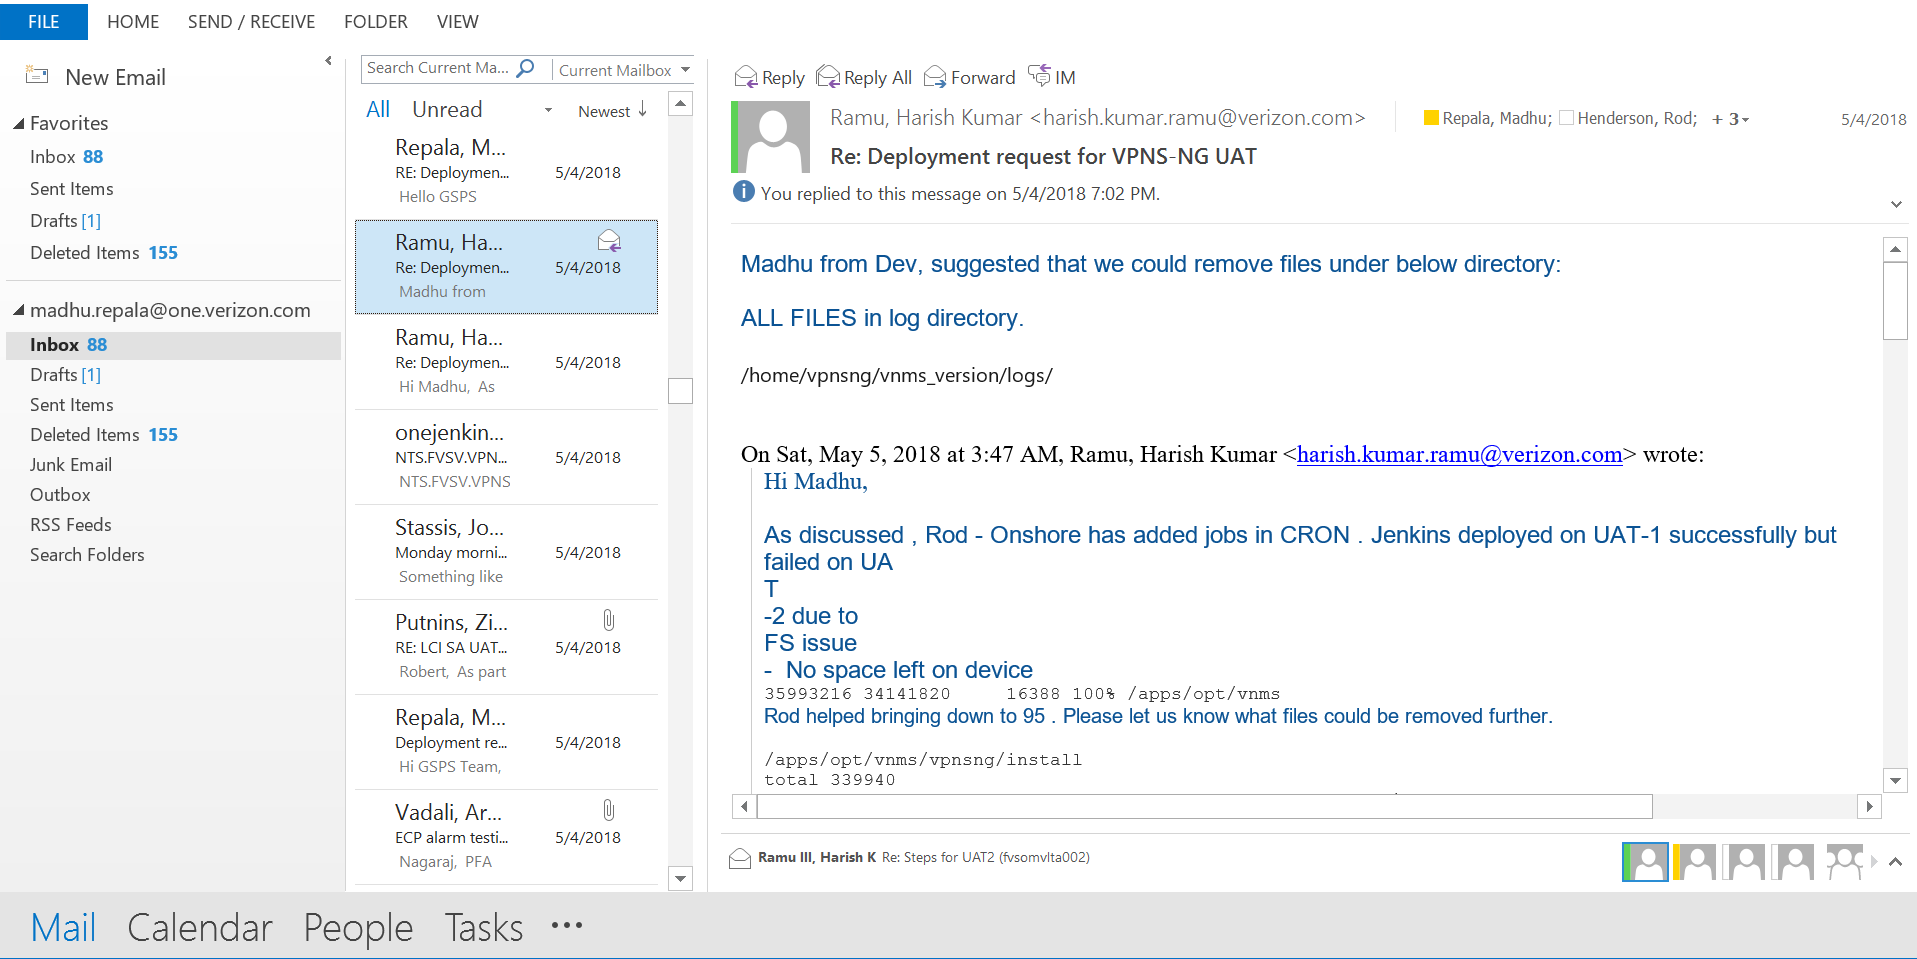 FILE HOME SEND / RECEIVE FOLDER VIEW
New Email
Favorites
Inbox 88
Sent Items
Drafts [1]
Deleted Items 155
madhu.repala@one.verizon.com
Inbox 88
Drafts [1]
Sent Items
Deleted Items 155
Junk Email
Outbox
RSS Feeds
Search Folders
Search Current Ma... Current Mailbox
All Unread Newest
Repala, M...
RE: Deploymen... 5/4/2018
Hello GSPS
Ramu, Ha...
Re: Deploymen... 5/4/2018
Madhu from
Ramu, Ha...
Re: Deploymen... 5/4/2018
Hi Madhu, As
onejenkin...
NTS.FVSV.VPN... 5/4/2018
NTS.FVSV.VPNS
Stassis, Jo...
Monday morni... 5/4/2018
Something like
Putnins, Zi...
RE: LCI SA UAT... 5/4/2018
Robert, As part
Repala, M...
Deployment re... 5/4/2018
Hi GSPS Team,
Vadali, Ar...
ECP alarm testi... 5/4/2018
Nagaraj, PFA
Reply Reply All Forward IM
Ramu, Harish Kumar <harish.kumar.ramu@verizon.com> Repala, Madhu; Henderson, Rod; + 3 5/4/2018
Re: Deployment request for VPNS-NG UAT
You replied to this message on 5/4/2018 7:02 PM.
Madhu from Dev, suggested that we could remove files under below directory:
ALL FILES in log directory.
/home/vpnsng/vnms_version/logs/
On Sat, May 5, 2018 at 3:47 AM, Ramu, Harish Kumar <harish.kumar.ramu@verizon.com> wrote:
Hi Madhu,
As discussed , Rod - Onshore has added jobs in CRON . Jenkins deployed on UAT-1 successfully but
failed on UA
T
-2 due to
FS issue
- No space left on device
35993216 34141820 16388 100% /apps/opt/vnms
Rod helped bringing down to 95 . Please let us know what files could be removed further.
/apps/opt/vnms/vpnsng/install
total 339940
Ramu III, Harish K Re: Steps for UAT2 (fvsomvlta002)
Mail Calendar People Tasks ...